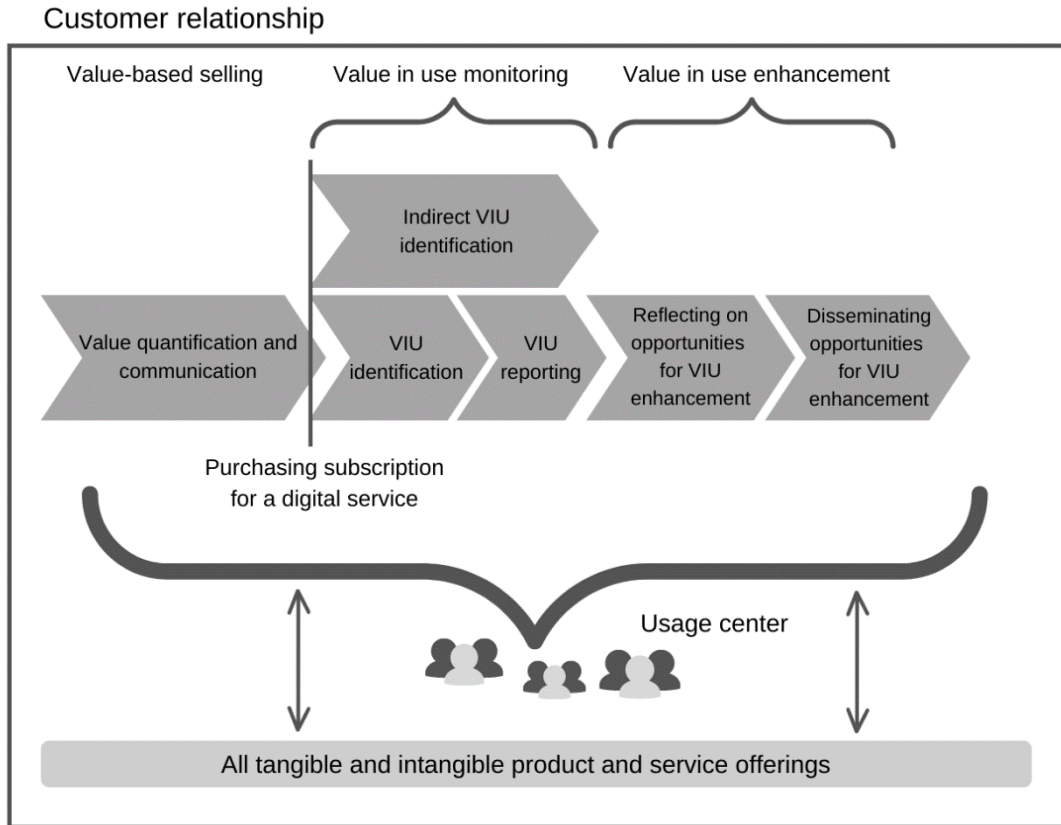 Customer relationship
Value-based selling
Value in use monitoring
Value in use enhancement
Indirect VIU
identification
Value quantification and
communication
VIU
identification
VIU
reporting
Reflecting on
opportunities
for VIU
enhancement
Disseminating
opportunities
for VIU
enhancement
Purchasing subscription
for a digital service
Usage center
All tangible and intangible product and service offerings